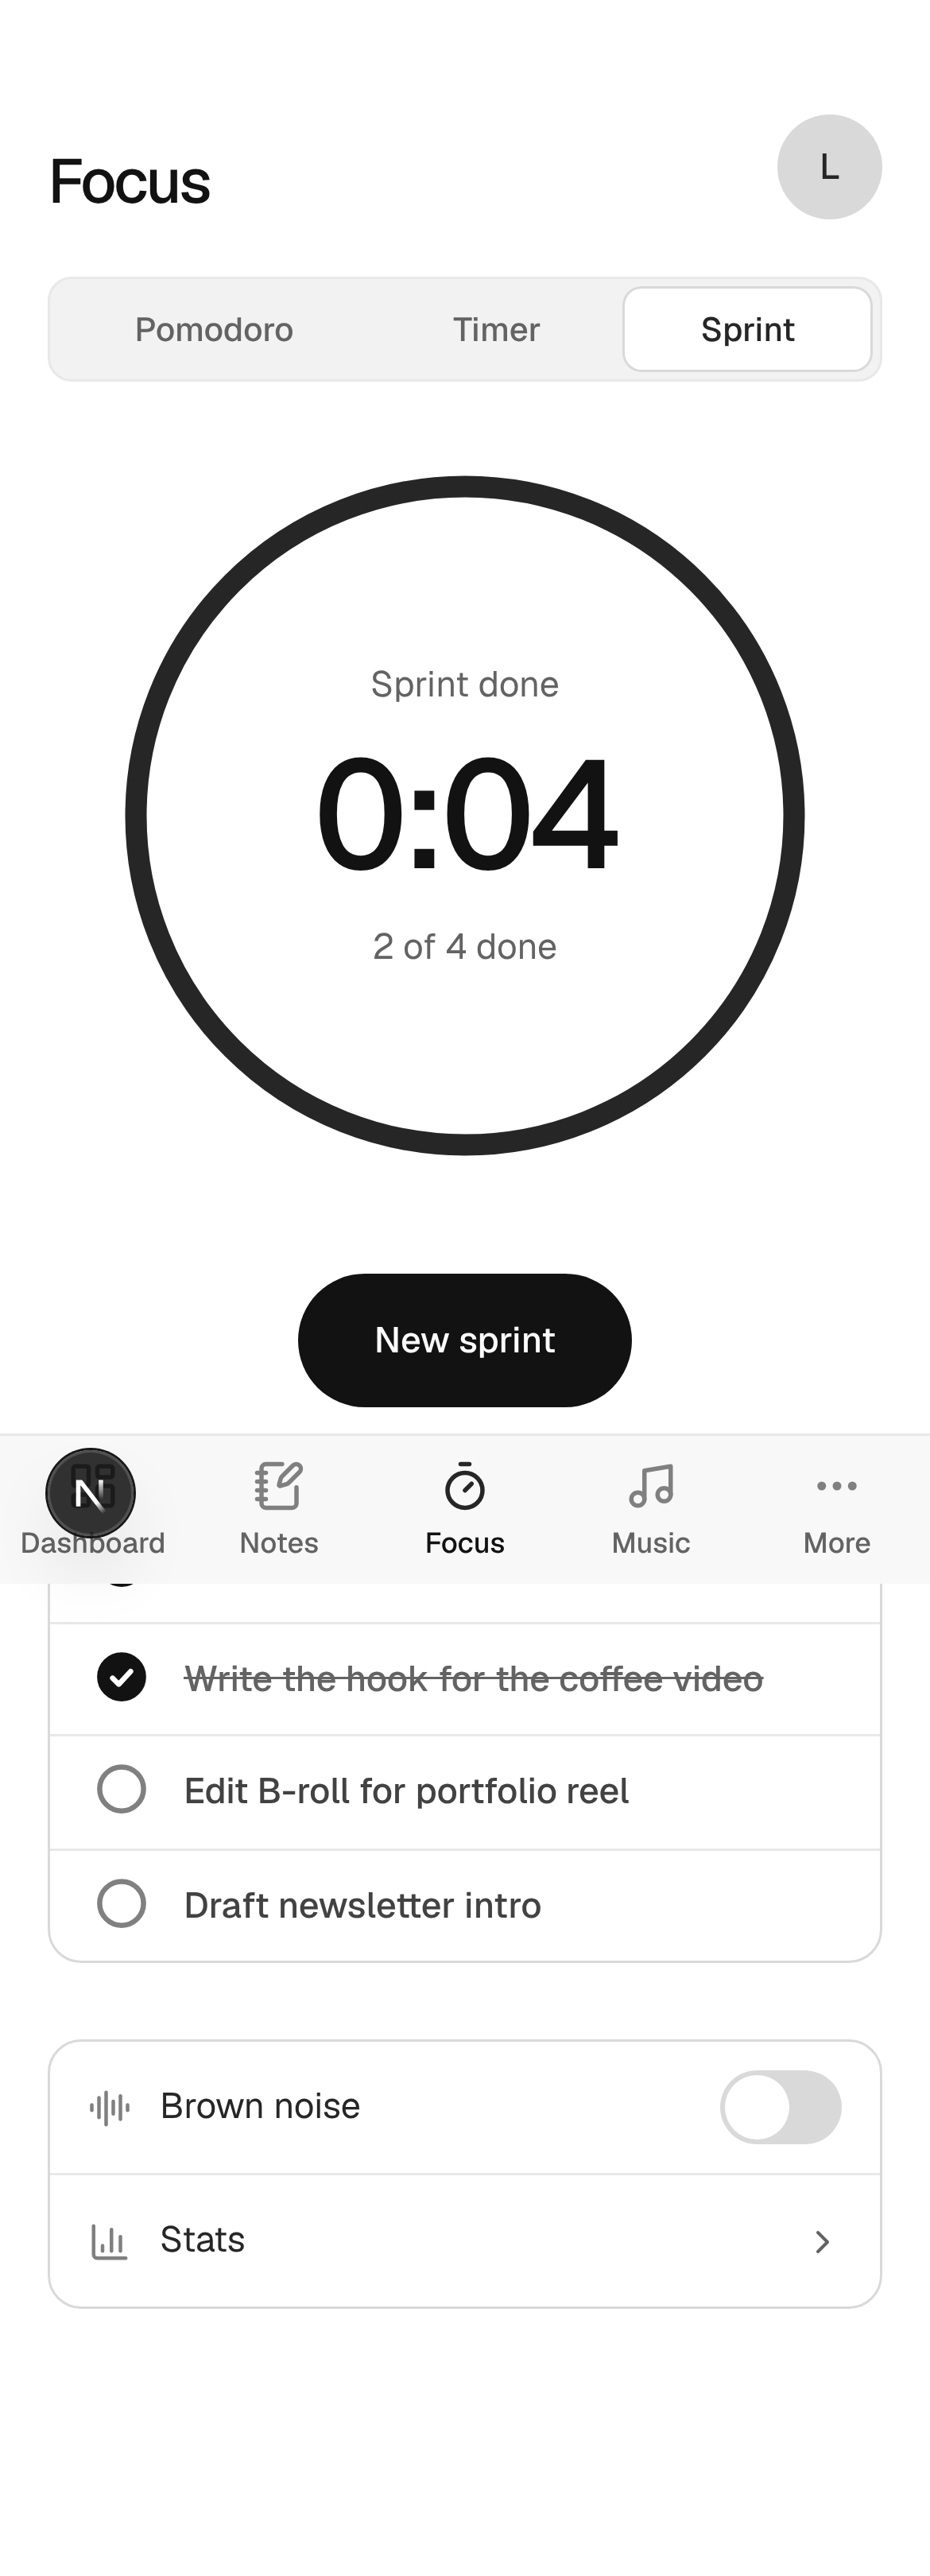 Focus
L
Pomodoro
Timer
Sprint
Sprint done
0:04
2 of 4 done
New sprint
N
Dashboard
Notes
Focus
Music
More
Write the hook for the coffee video
Edit B-roll for portfolio reel
Draft newsletter intro
Brown noise
Stats